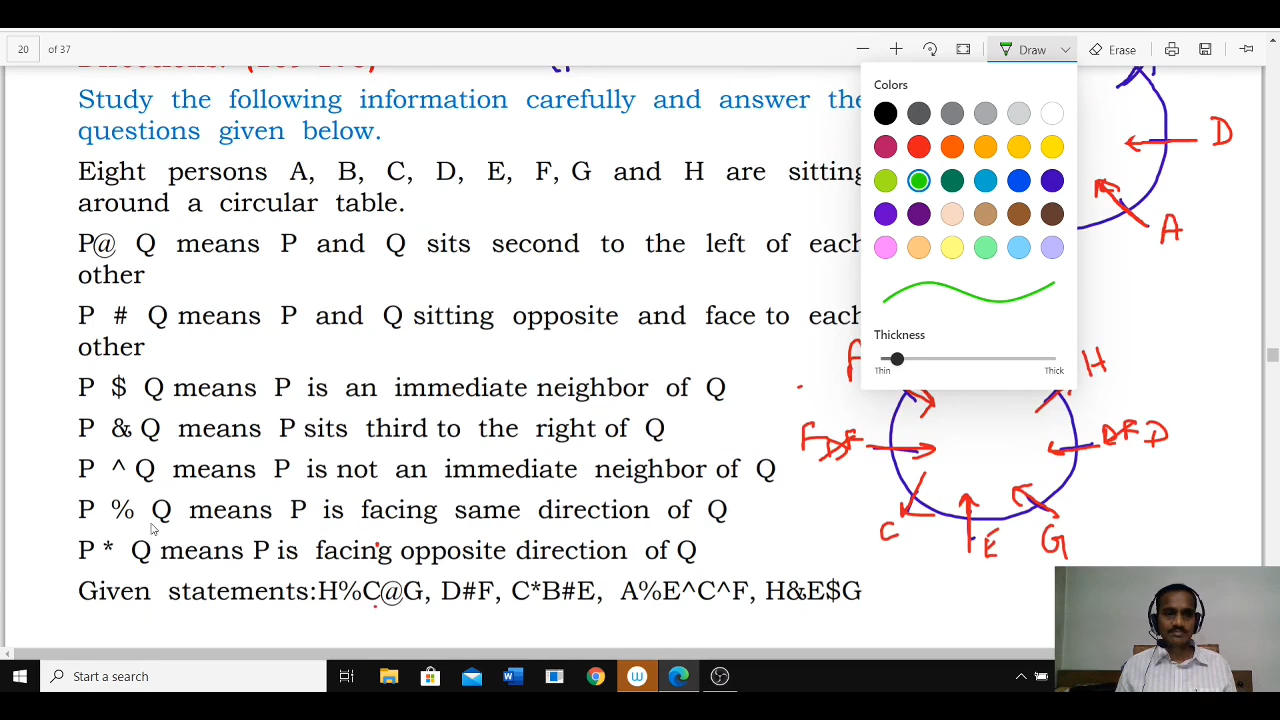 20 of 37
Draw
Erase
Study the following information carefully and answer the
questions given below.
Eight persons A, B, C, D, E, F, G and H are sitting
around a circular table.
P@ Q means P and Q sits second to the left of each
other
P # Q means P and Q sitting opposite and face to each
other
P $ Q means P is an immediate neighbor of Q
P & Q means P sits third to the right of Q
P ^ Q means P is not an immediate neighbor of Q
P % Q means P is facing same direction of Q
P * Q means P is facing opposite direction of Q
Given statements:H%C@G, D#F, C*B#E, A%E^C^F, H&E$G
Colors
Thickness
Thin
Thick
D
A
H
F
D
C
E
G
Start a search